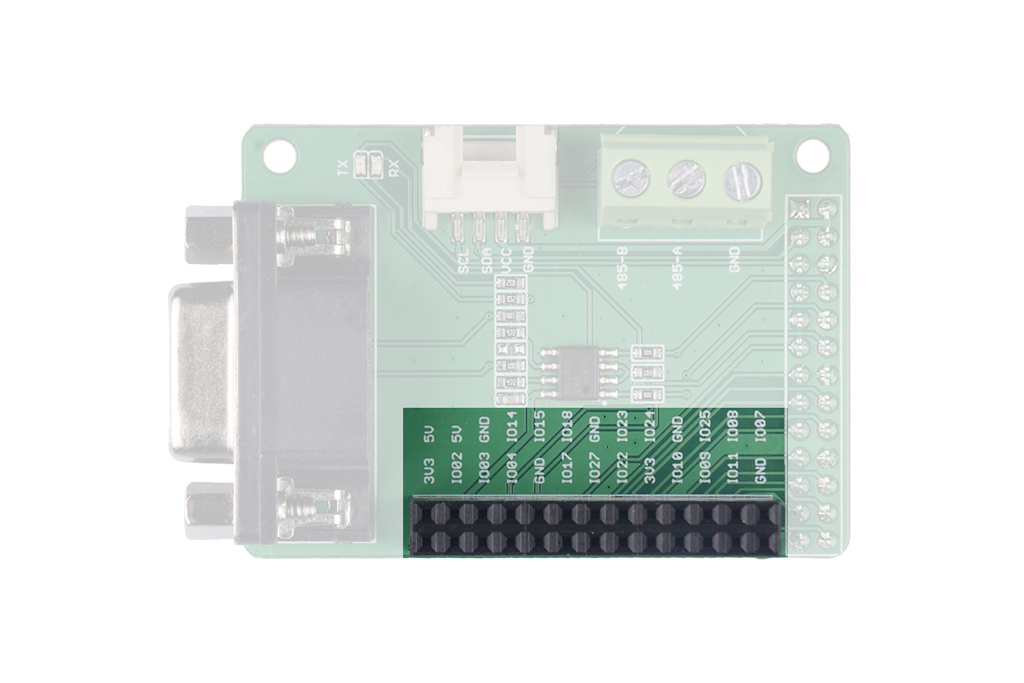 TX
RX
SCL
SDA
VCC
GND
485-B
485-A
GND
5V 5V GND IO14 IO15 IO18 GND IO23 IO24 GND IO25 IO08 IO07
3V3 IO02 IO03 IO04 GND IO17 IO27 IO22 3V3 IO10 IO09 IO11 GND